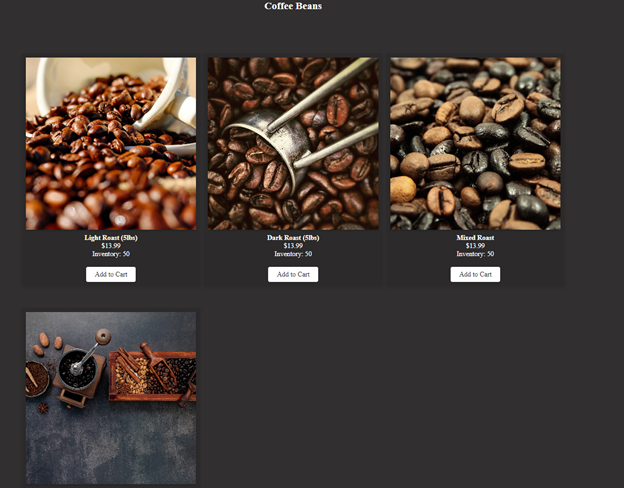 Coffee Beans
Light Roast (5lbs)
$13.99
Inventory: 50
Add to Cart
Dark Roast (5lbs)
$13.99
Inventory: 50
Add to Cart
Mixed Roast
$13.99
Inventory: 50
Add to Cart